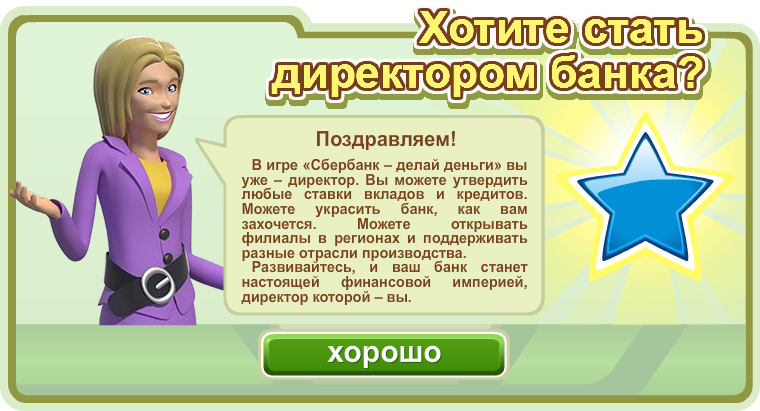 Хотите стать
директором банка?
Поздравляем!
В игре «Сбербанк – делай деньги» вы
уже – директор. Вы можете утвердить
любые ставки вкладов и кредитов.
Можете украсить банк, как вам
захочется. Можете открывать
филиалы в регионах и поддерживать
разные отрасли производства.
Развивайтесь, и ваш банк станет
настоящей финансовой империей,
директор которой – вы.
хорошо